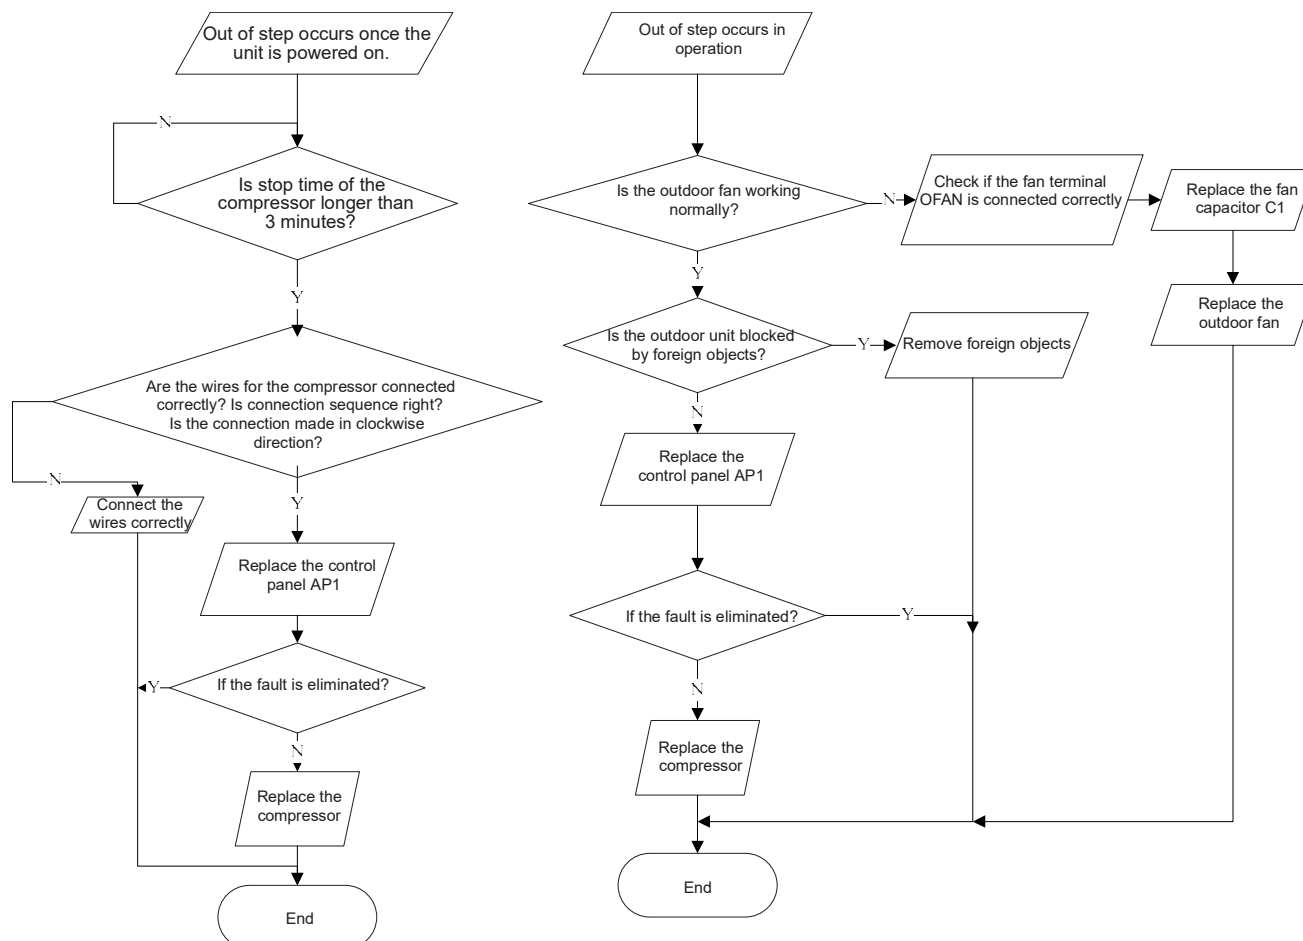 Out of step occurs once the
unit is powered on.
N
Is stop time of the
compressor longer than
3 minutes?
Y
Are the wires for the compressor connected
correctly? Is connection sequence right?
Is the connection made in clockwise
direction?
N
Connect the
wires correctly
Y
Replace the control
panel AP1
If the fault is eliminated?
Y
N
Replace the
compressor
End
Out of step occurs in
operation
Is the outdoor fan working
normally?
N
Check if the fan terminal
OFAN is connected correctly
Replace the fan
capacitor C1
Replace the
outdoor fan
Y
Is the outdoor unit blocked
by foreign objects?
Y
Remove foreign objects
N
Replace the
control panel AP1
If the fault is eliminated?
Y
N
Replace the
compressor
End